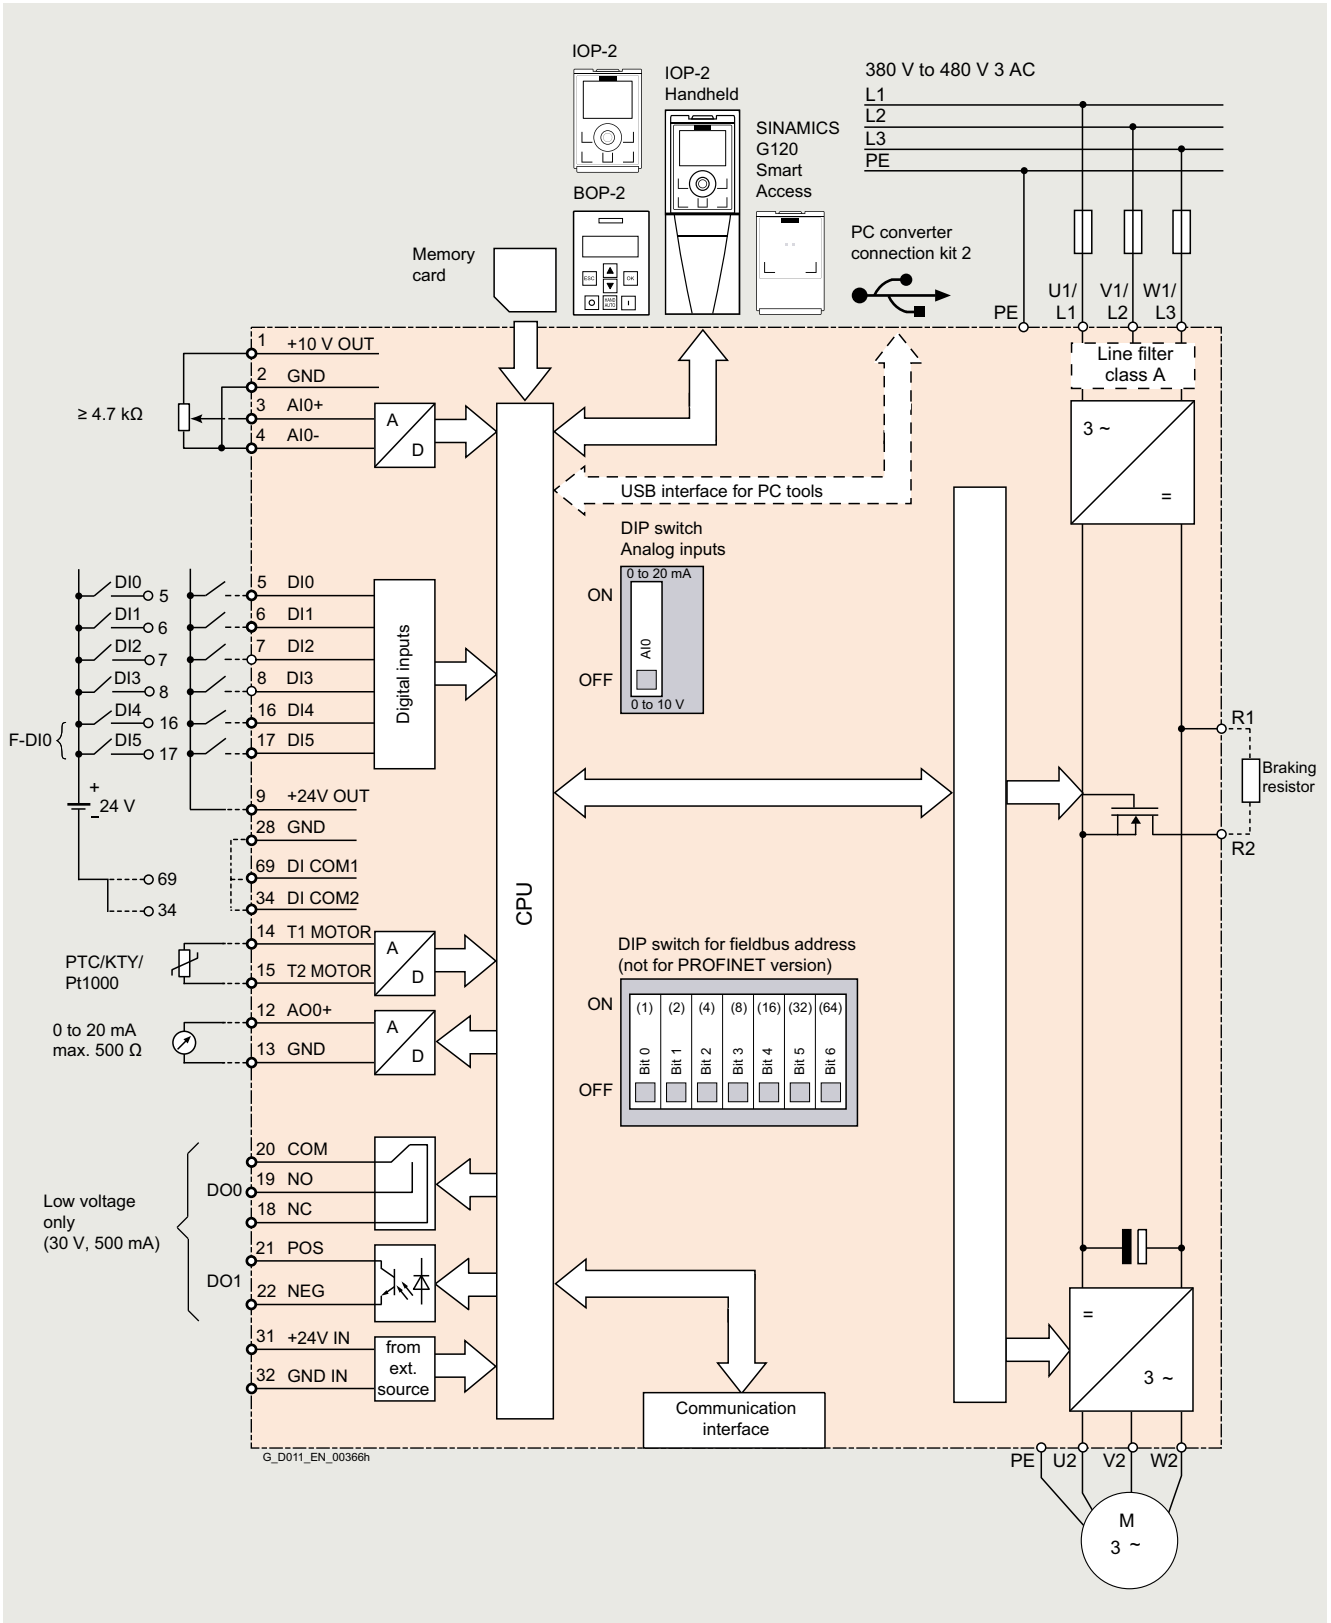 IOP-2
IOP-2
Handheld
380 V to 480 V 3 AC
L1
L2
L3
PE
SINAMICS
G120
Smart
Access
BOP-2
ESC
OK
HAND
AUTO
O
I
Memory
card
PC converter
connection kit 2
PE
U1/
L1
V1/
L2
W1/
L3
Line filter
class A
3 ~
=
1 +10 V OUT
2 GND
3 AI0+
4 AI0-
≥ 4.7 kΩ
A
D
USB interface for PC tools
DIP switch
Analog inputs
0 to 20 mA
ON
AI0
OFF
0 to 10 V
DI0 5
DI1 6
DI2 7
DI3 8
DI4 16
DI5 17
F-DI0
+
24 V
–
69
34
5 DI0
6 DI1
7 DI2
8 DI3
16 DI4
17 DI5
Digital inputs
9 +24V OUT
28 GND
69 DI COM1
34 DI COM2
CPU
R1
Braking
resistor
R2
14 T1 MOTOR
15 T2 MOTOR
PTC/KTY/
Pt1000
A
D
12 AO0+
13 GND
0 to 20 mA
max. 500 Ω
A
D
DIP switch for fieldbus address
(not for PROFINET version)
ON
(1) (2) (4) (8) (16) (32) (64)
Bit 0 Bit 1 Bit 2 Bit 3 Bit 4 Bit 5 Bit 6
OFF
20 COM
19 NO
18 NC
DO0
Low voltage
only
(30 V, 500 mA)
21 POS
22 NEG
DO1
31 +24V IN
32 GND IN
from
ext.
source
Communication
interface
=
3 ~
G_D011_EN_00366h
PE U2 V2 W2
M
3 ~